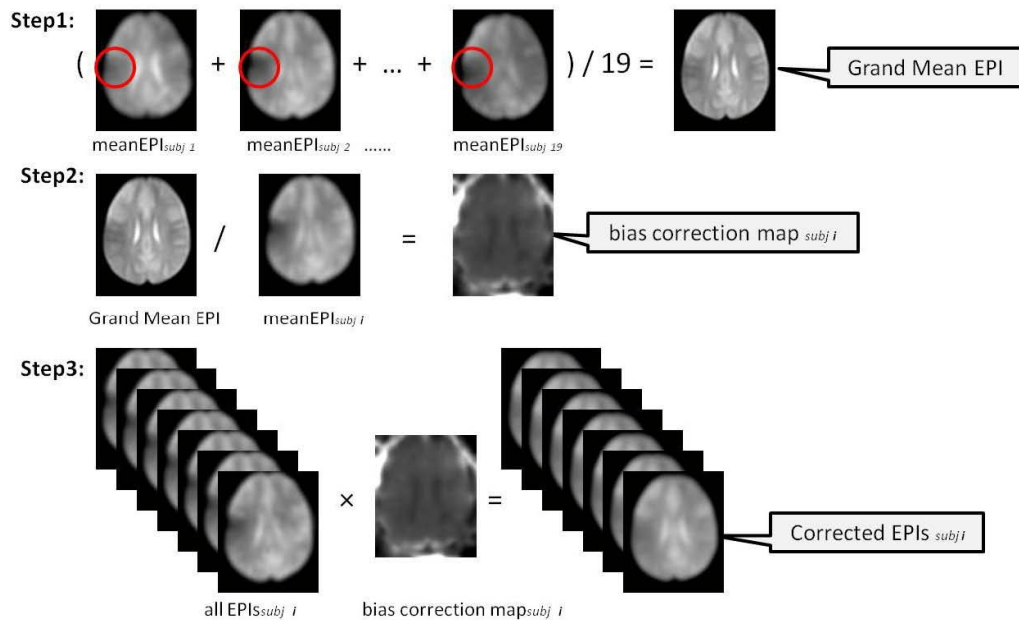 Step1:
( + + ... + ) / 19 =
Grand Mean EPI
meanEPIsubj 1 meanEPIsubj 2 ...... meanEPIsubj 19
Step2:
/ =
bias correction map subj i
Grand Mean EPI meanEPIsubj i
Step3:
× =
Corrected EPIs subj i
all EPIssubj i bias correction mapsubj i